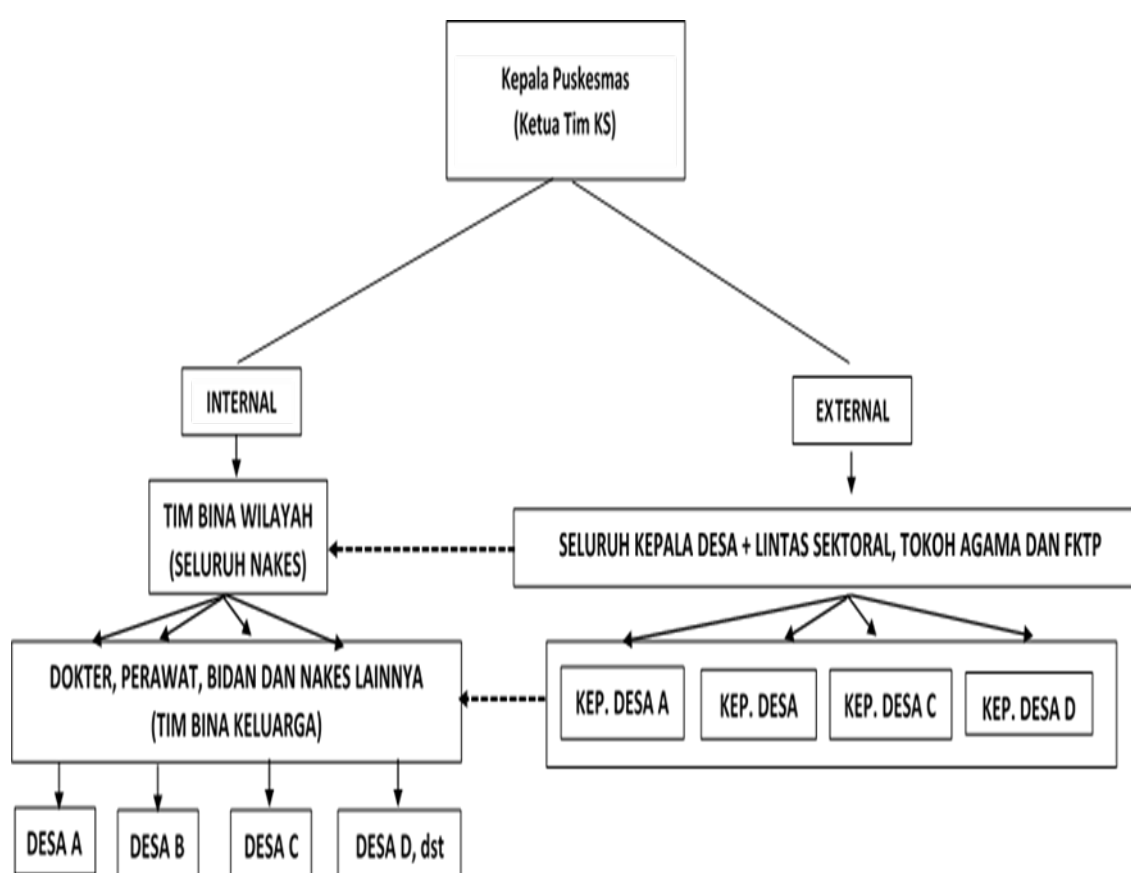 Kepala Puskesmas
(Ketua Tim KS)
INTERNAL
EXTERNAL
TIM BINA WILAYAH
(SELURUH NAKES)
SELURUH KEPALA DESA + LINTAS SEKTORAL, TOKOH AGAMA DAN FKTP
DOKTER, PERAWAT, BIDAN DAN NAKES LAINNYA
(TIM BINA KELUARGA)
KEP. DESA A
KEP. DESA
KEP. DESA C
KEP. DESA D
DESA A
DESA B
DESA C
DESA D, dst